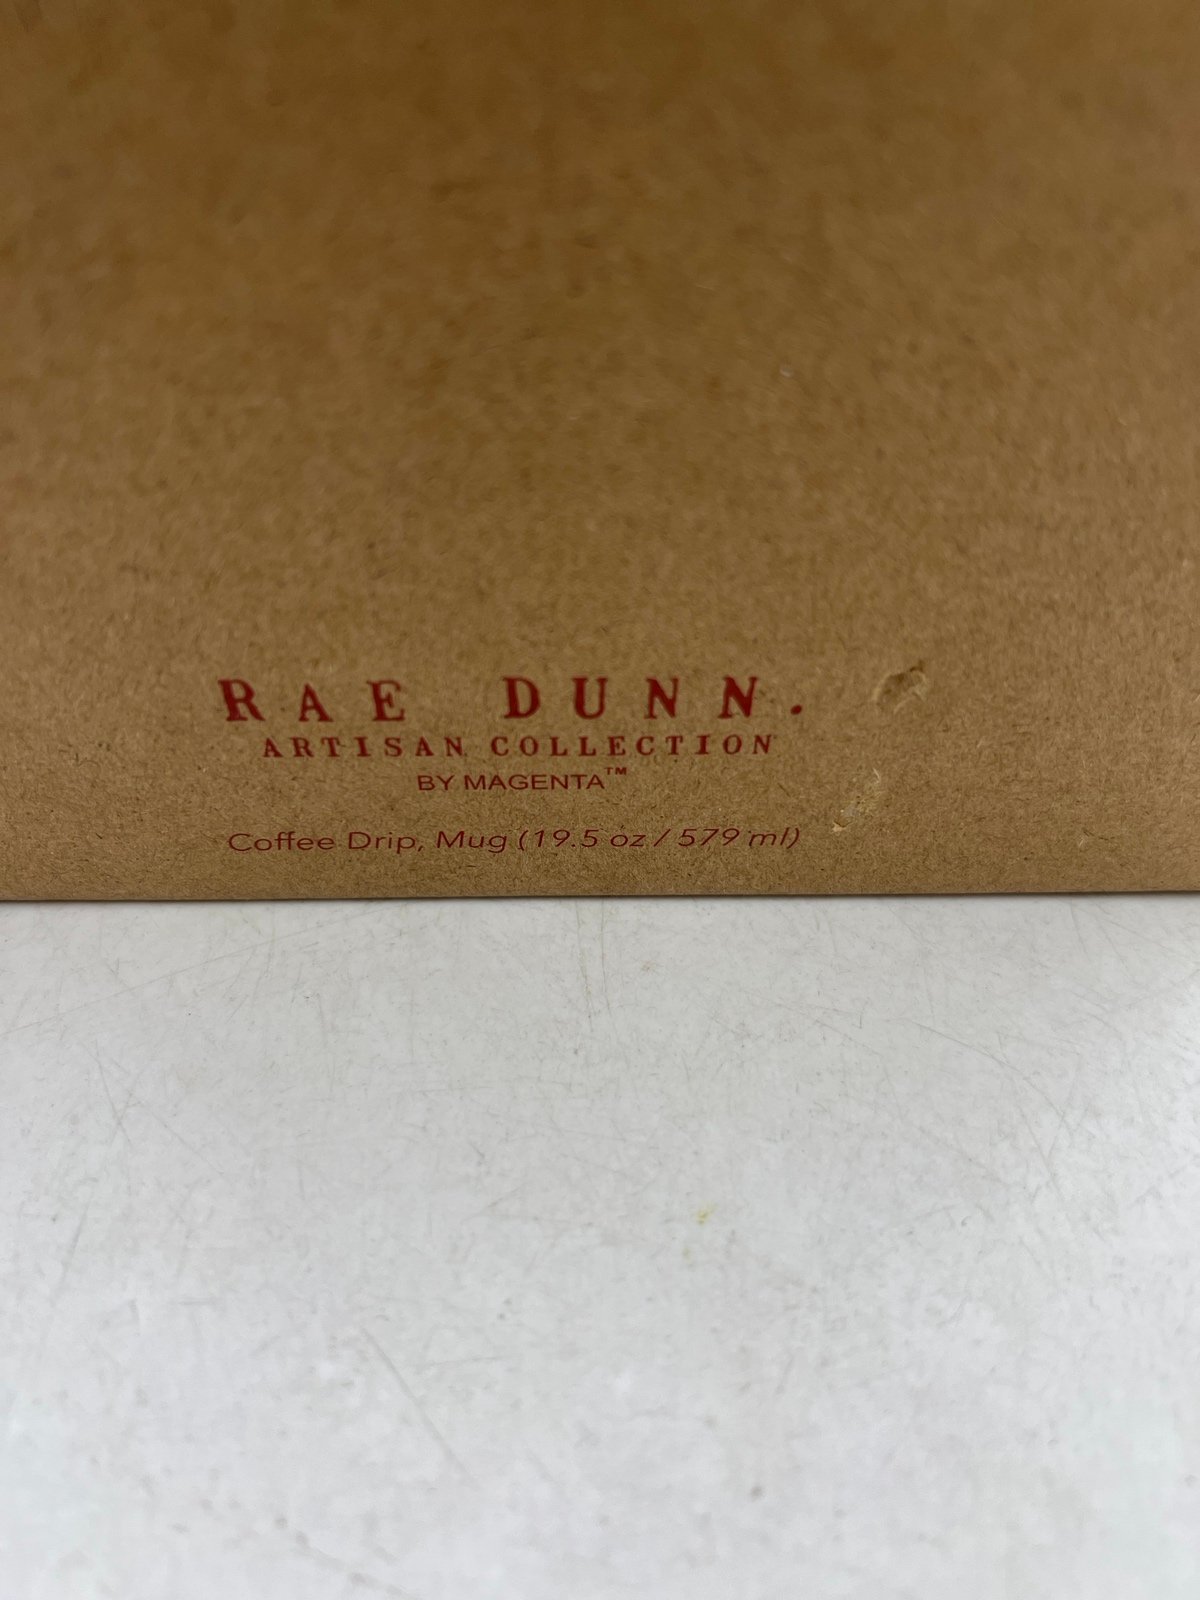 RAE DUNN.
ARTISAN COLLECTION
BY MAGENTA™
Coffee Drip, Mug (19.5 oz / 579 ml)